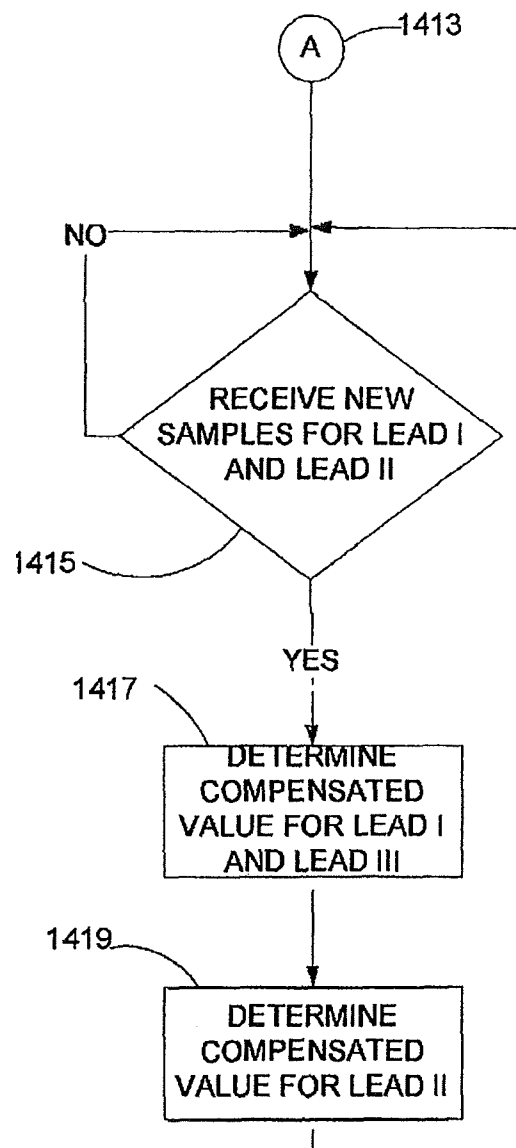 A
1413
NO
RECEIVE NEW
SAMPLES FOR LEAD I
AND LEAD II
1415
YES
1417
DETERMINE
COMPENSATED
VALUE FOR LEAD I
AND LEAD III
1419
DETERMINE
COMPENSATED
VALUE FOR LEAD II